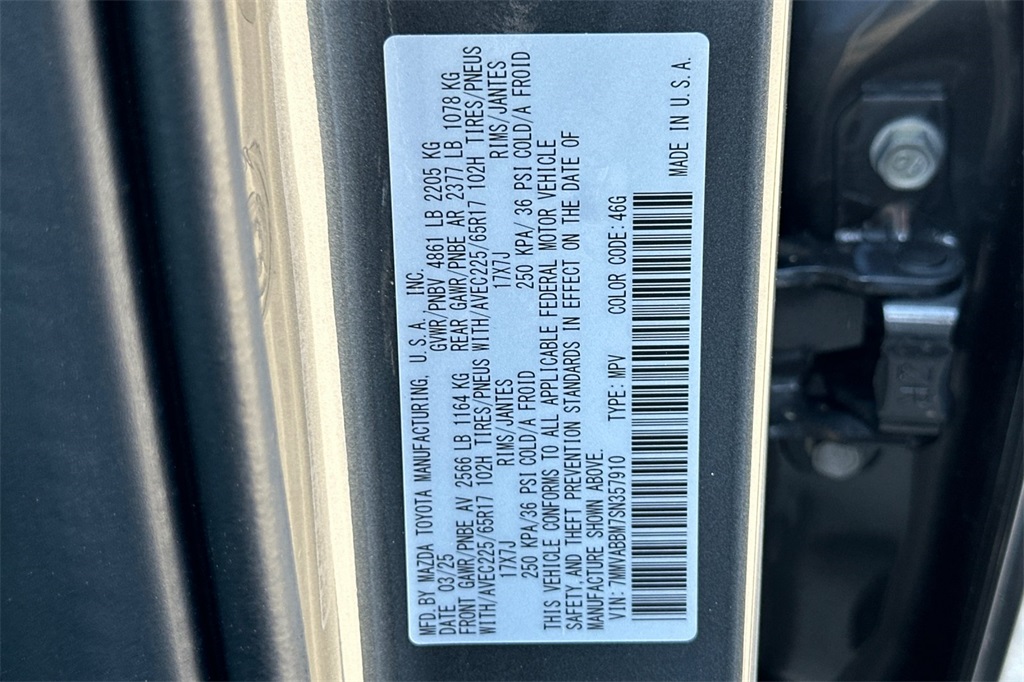 MFD. BY MAZDA TOYOTA MANUFACTURING, U.S.A. INC.
DATE 03/25 GVWR/PNBV 4861 LB 2205 KG
FRONT GAWR/PNBE AV 2566 LB 1164 KG REAR GAWR/PNBE AR 2377 LB 1078 KG
WITH/AVEC225/65R17 102H TIRES/PNEUS WITH/AVEC225/65R17 102H TIRES/PNEUS
17X7J RIMS/JANTES 17X7J RIMS/JANTES
250 KPA/36 PSI COLD/A FROID 250 KPA/ 36 PSI COLD/A FROID
THIS VEHICLE CONFORMS TO ALL APPLICABLE FEDERAL MOTOR VEHICLE
SAFETY, AND THEFT PREVENTION STANDARDS IN EFFECT ON THE DATE OF
MANUFACTURE SHOWN ABOVE.
VIN: 7MMVABBM7SN357910 TYPE: MPV COLOR CODE: 46G
MADE IN U.S.A.